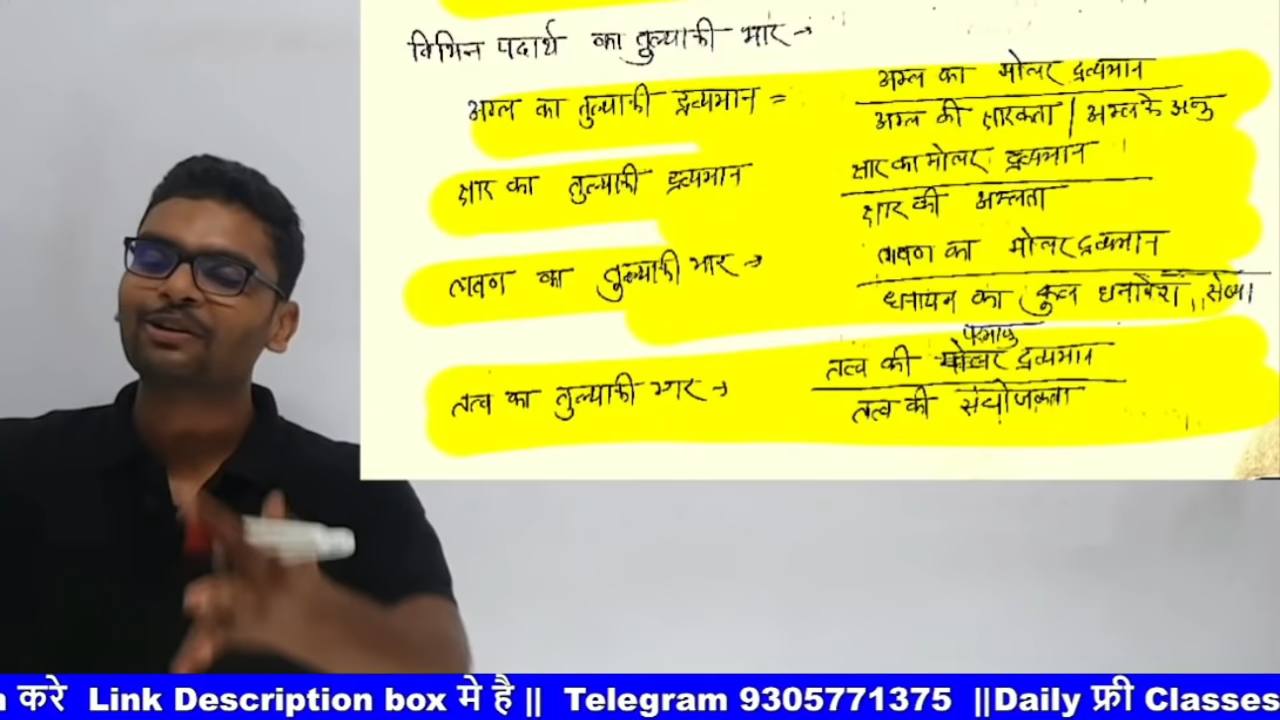 विभिन्न पदार्थ का तुल्यांकी भार →
अम्ल का तुल्यांकी द्रव्यमान = अम्ल का मोलर द्रव्यमान
अम्ल की क्षारकता / अम्ल के
क्षार का तुल्यांकी द्रव्यमान क्षार का मोलर द्रव्यमान
क्षार की अम्लता
लवण का तुल्यांकी भार → लवण का मोलर द्रव्यमान
धनायन का कुल धनावेश
परमाणु
तत्व का तुल्यांकी भार → तत्व की मोलर द्रव्यमान
तत्व की संयोजकता
करे Link Description box मे है || Telegram 9305771375 ||Daily फ्री Classes